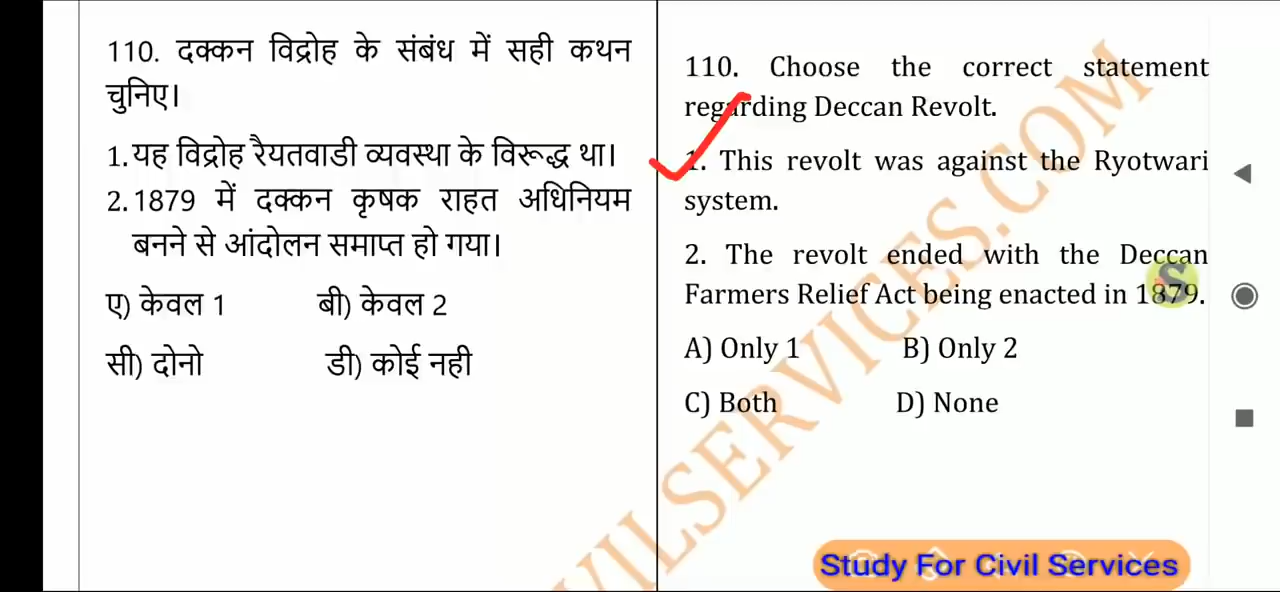 110. दक्कन विद्रोह के संबंध में सही कथन
चुनिए।
1. यह विद्रोह रैयतवाडी व्यवस्था के विरूद्ध था।
2. 1879 में दक्कन कृषक राहत अधिनियम
बनने से आंदोलन समाप्त हो गया।
ए) केवल 1 बी) केवल 2
सी) दोनो डी) कोई नही
110. Choose the correct statement
regarding Deccan Revolt.
1. This revolt was against the Ryotwari
system.
2. The revolt ended with the Deccan
Farmers Relief Act being enacted in 1879.
A) Only 1 B) Only 2
C) Both D) None
VILSERVICES.COM
S
Study For Civil Services